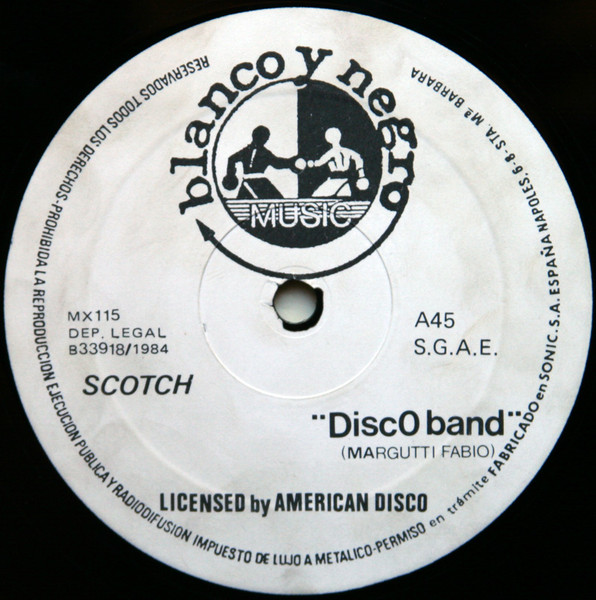 blanco y negro
MUSIC
MX115
DEP. LEGAL
B33918/1984
A45
S.G.A.E.
SCOTCH
¨DiscO band¨
(MARGUTTI FABIO)
LICENSED by AMERICAN DISCO
RESERVADOS TODOS LOS DERECHOS-PROHIBIDA LA REPRODUCCION EJECUCION PUBLICA Y RADIODIFUSION IMPUESTO DE LUJO A METALICO-PERMISO en trámite FABRICADO en SONIC. S.A. ESPAÑA NAPOLES, 6-8-STA. Mª BARBARA